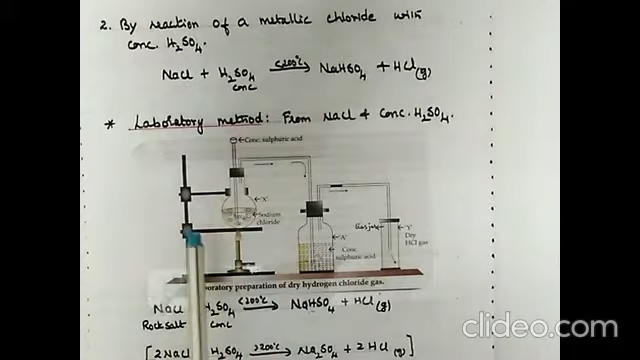 2. By reaction of a metallic chloride with
conc. H₂SO₄.
NaCl + H₂SO₄ <200°C → NaHSO₄ + HCl(g)
conc
* Laboratory method: From NaCl & Conc. H₂SO₄.
Conc. sulphuric acid
'X'
Sodium
chloride
Gas jar
'A'
Conc.
sulphuric acid
'Y'
Dry
HCl gas
oratory preparation of dry hydrogen chloride gas.
NaCl H₂SO₄ <200°C → NaHSO₄ + HCl(g)
Rock salt conc
[2NaCl H₂SO₄ >200°C → Na₂SO₄ + 2HCl(g)]
clideo.com